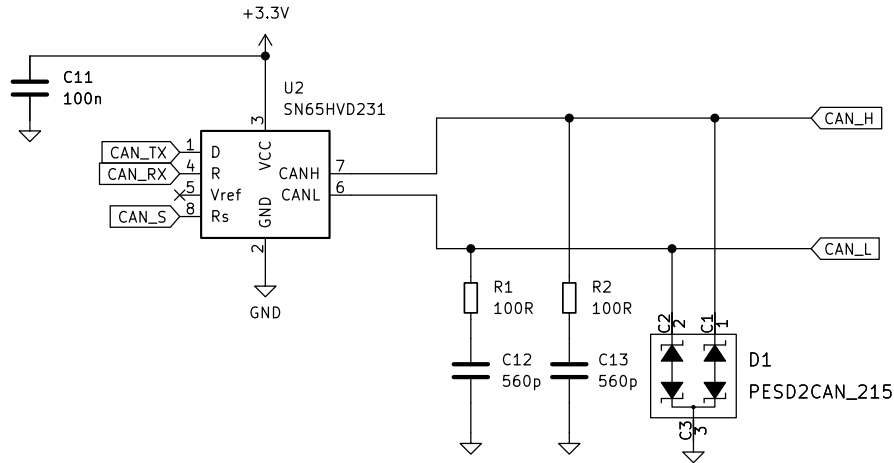 +3.3V
C11
100n
U2
SN65HVD231
3
VCC
CAN_TX
1
D
CAN_RX
4
R
5
Vref
CAN_S
8
Rs
GND
2
CANH
7
CANL
6
GND
CAN_H
CAN_L
R1
100R
R2
100R
C12
560p
C13
560p
C2
2
C1
1
D1
PESD2CAN_215
C3
3